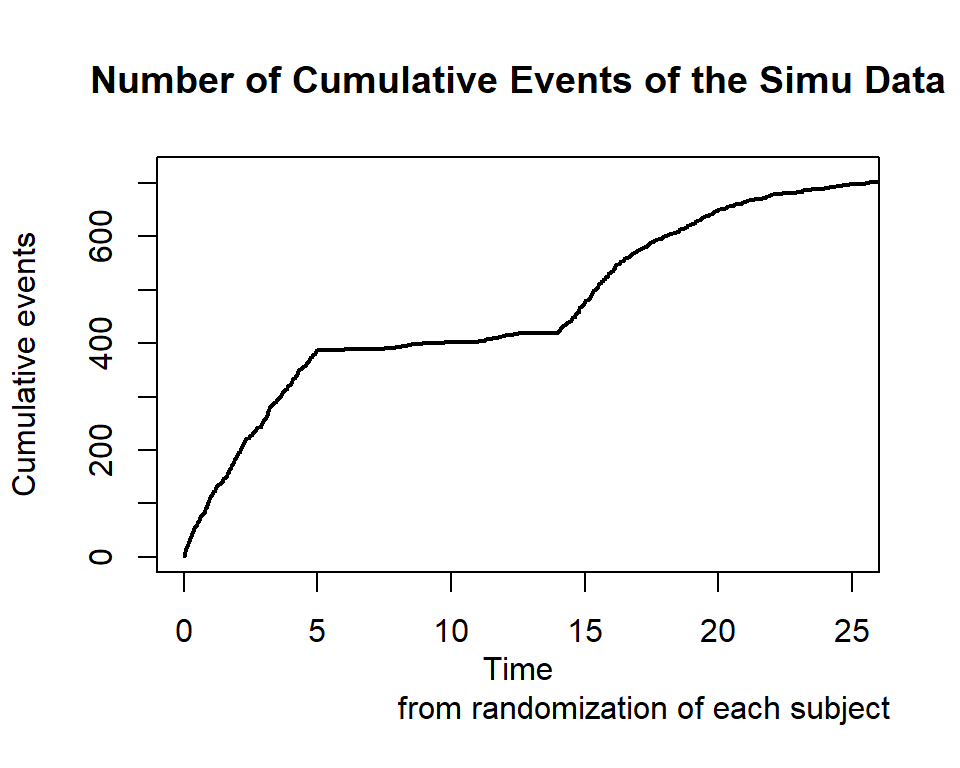 Number of Cumulative Events of the Simu Data
Cumulative events
600
400
200
0
0 5 10 15 20 25
Time
from randomization of each subject